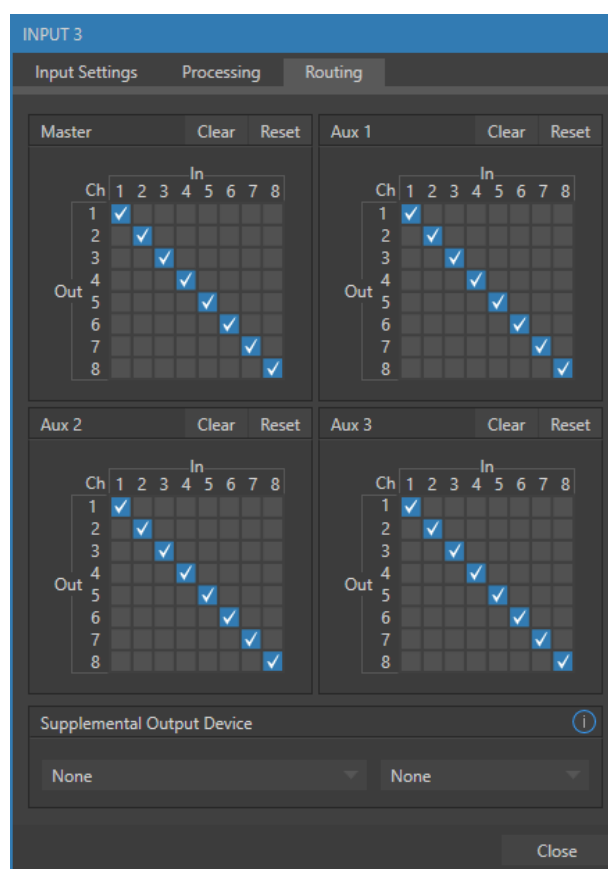 INPUT 3
Input Settings Processing Routing
Master Clear Reset
In
Ch 1 2 3 4 5 6 7 8
1
2
3
Out 4
5
6
7
8
Aux 1 Clear Reset
In
Ch 1 2 3 4 5 6 7 8
1
2
3
Out 4
5
6
7
8
Aux 2 Clear Reset
In
Ch 1 2 3 4 5 6 7 8
1
2
3
Out 4
5
6
7
8
Aux 3 Clear Reset
In
Ch 1 2 3 4 5 6 7 8
1
2
3
Out 4
5
6
7
8
Supplemental Output Device i
None None
Close